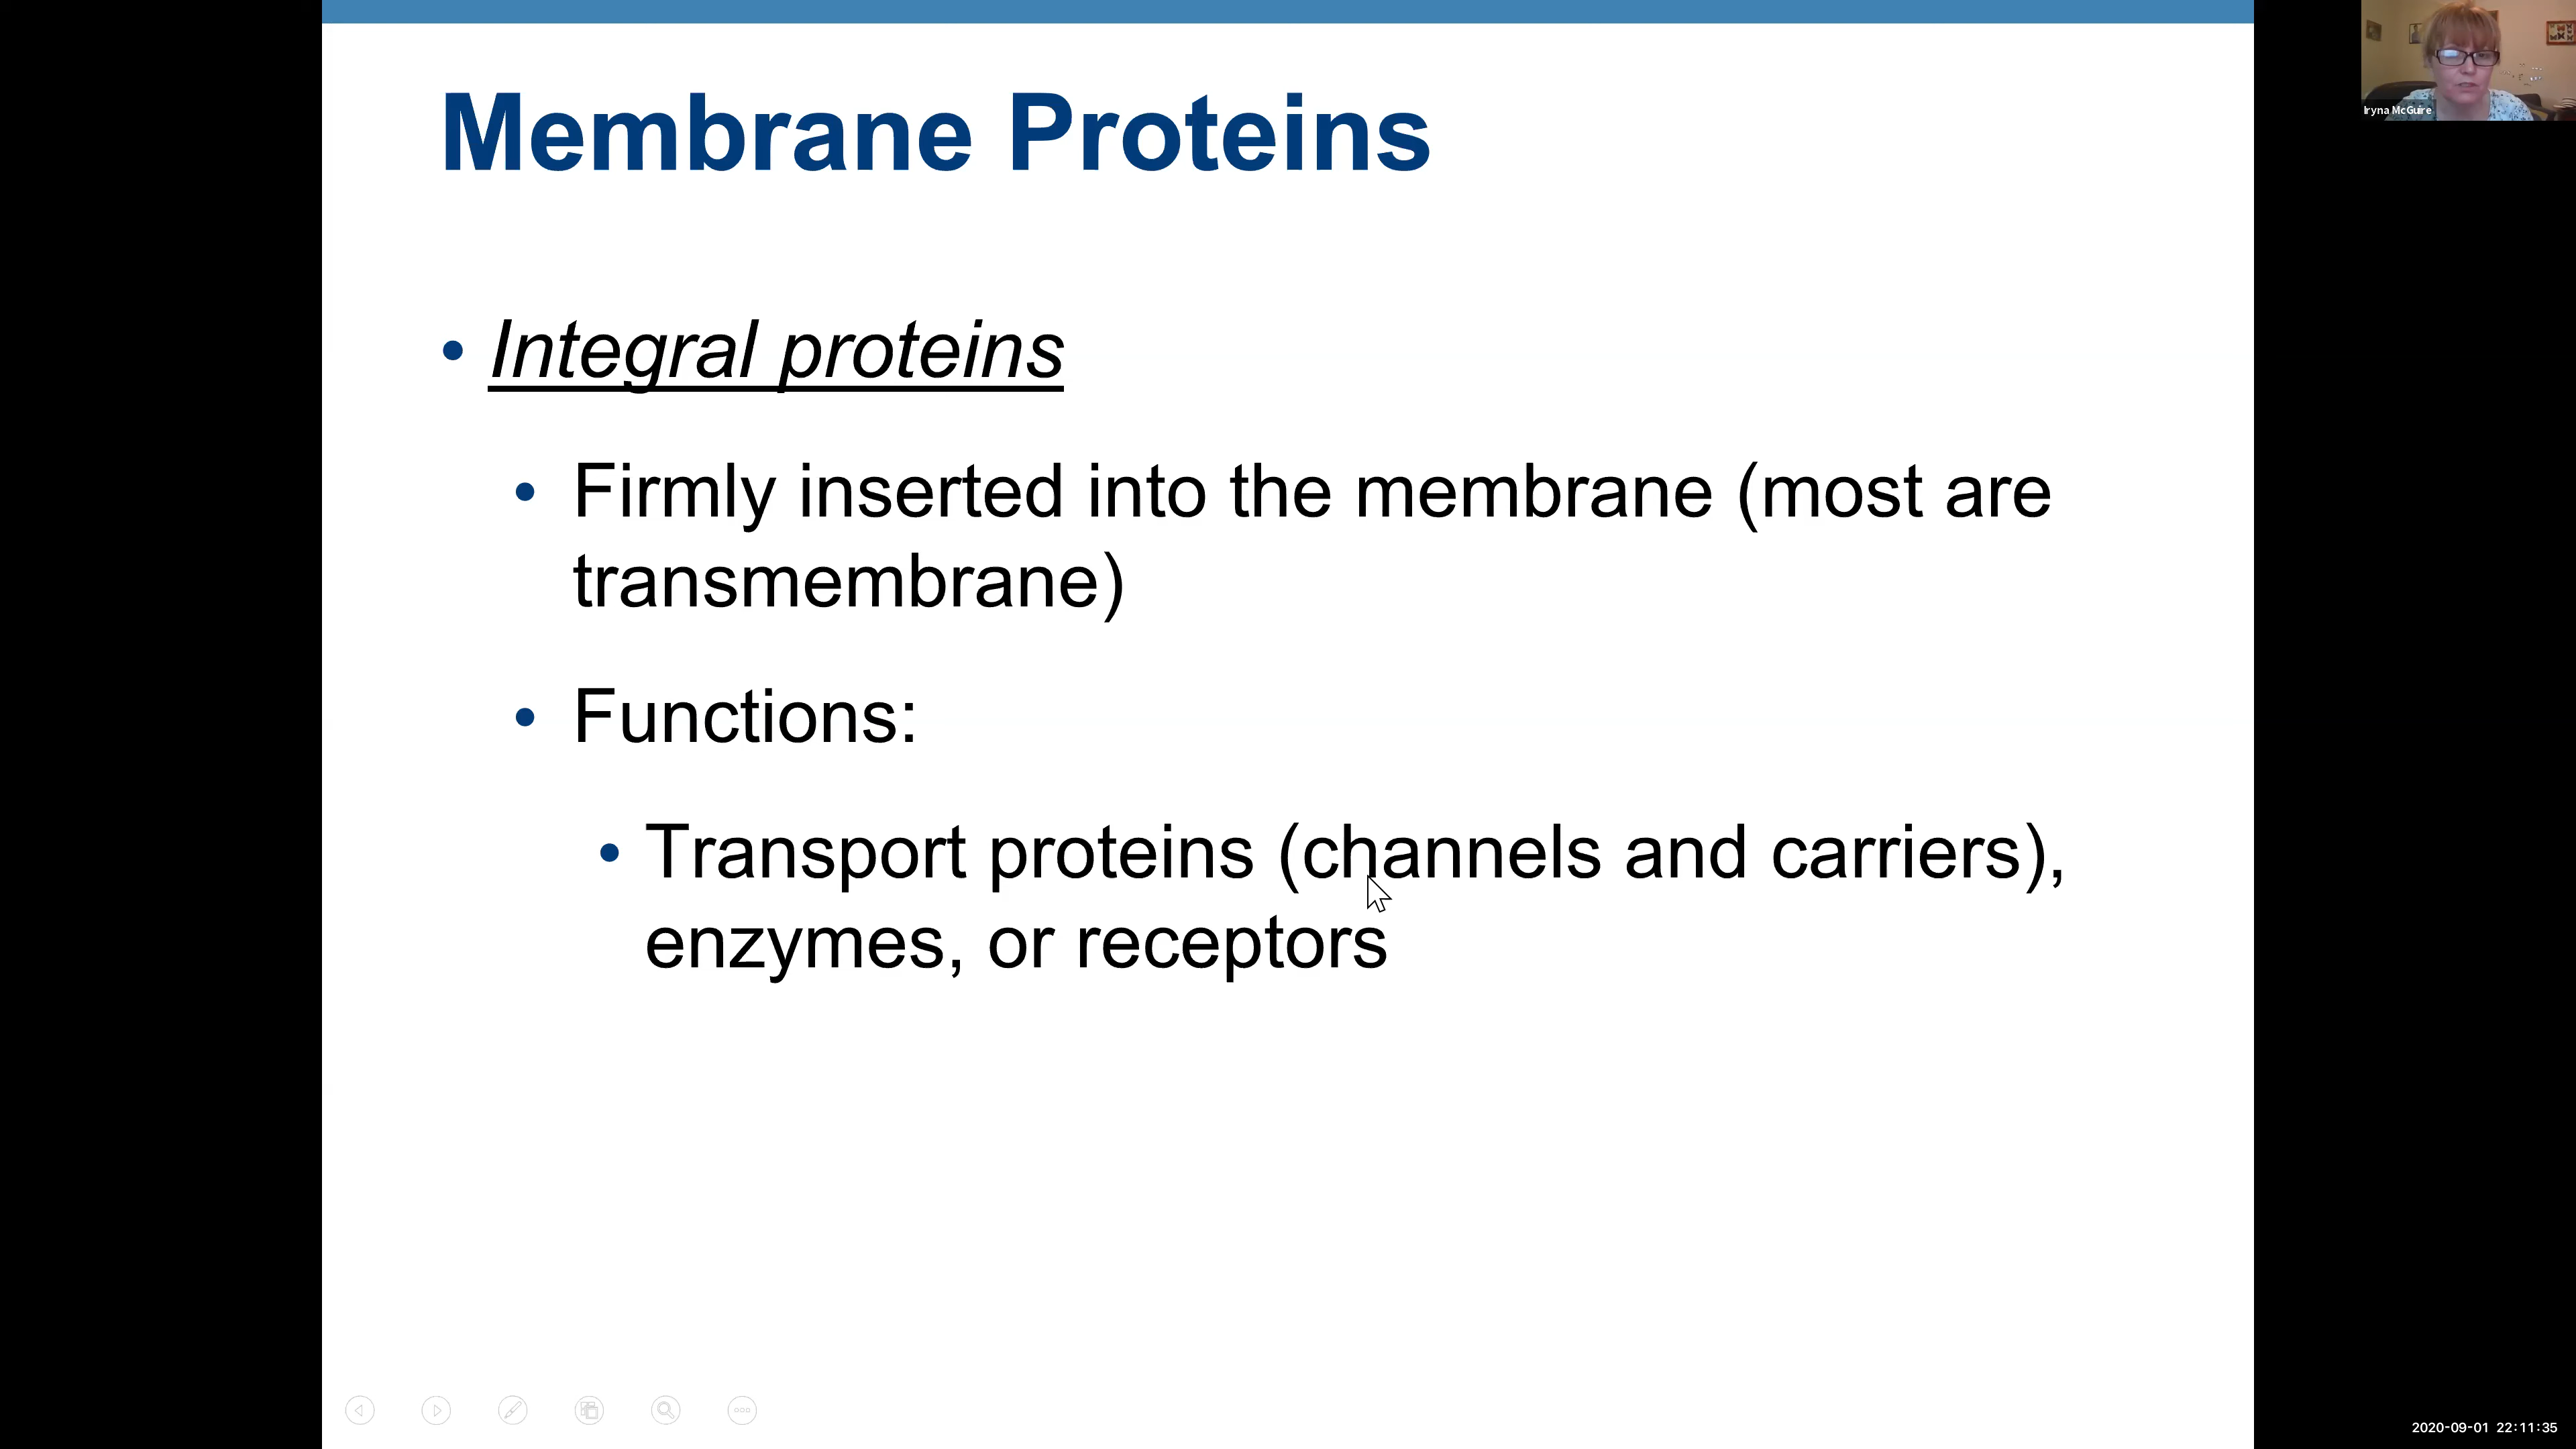 Membrane Proteins
Iryna McGuire
• Integral proteins
• Firmly inserted into the membrane (most are
transmembrane)
• Functions:
• Transport proteins (channels and carriers),
enzymes, or receptors
2020-09-01 22:11:35